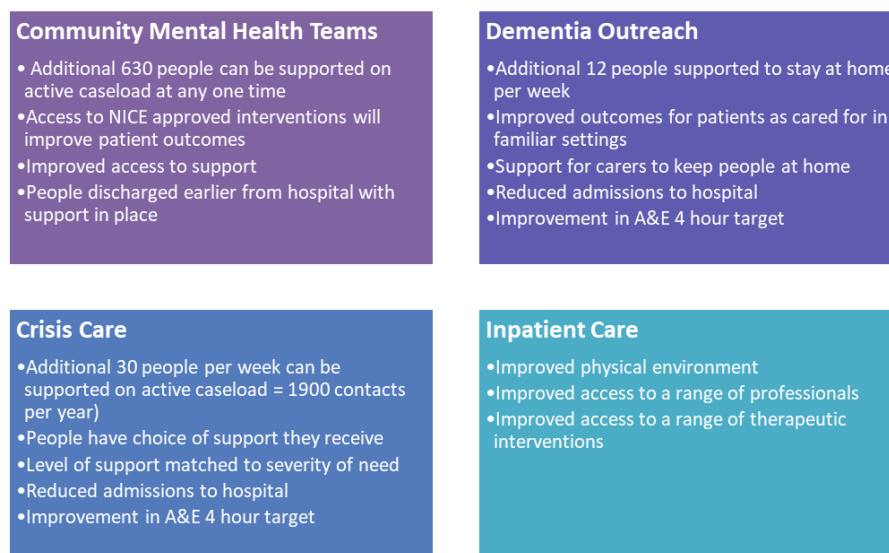 Community Mental Health Teams
• Additional 630 people can be supported on
active caseload at any one time
•Access to NICE approved interventions will
improve patient outcomes
•Improved access to support
•People discharged earlier from hospital with
support in place
Dementia Outreach
•Additional 12 people supported to stay at home
per week
•Improved outcomes for patients as cared for in
familiar settings
•Support for carers to keep people at home
•Reduced admissions to hospital
•Improvement in A&E 4 hour target
Crisis Care
•Additional 30 people per week can be
supported on active caseload = 1900 contacts
per year)
•People have choice of support they receive
•Level of support matched to severity of need
•Reduced admissions to hospital
•Improvement in A&E 4 hour target
Inpatient Care
•Improved physical environment
•Improved access to a range of professionals
•Improved access to a range of therapeutic
interventions